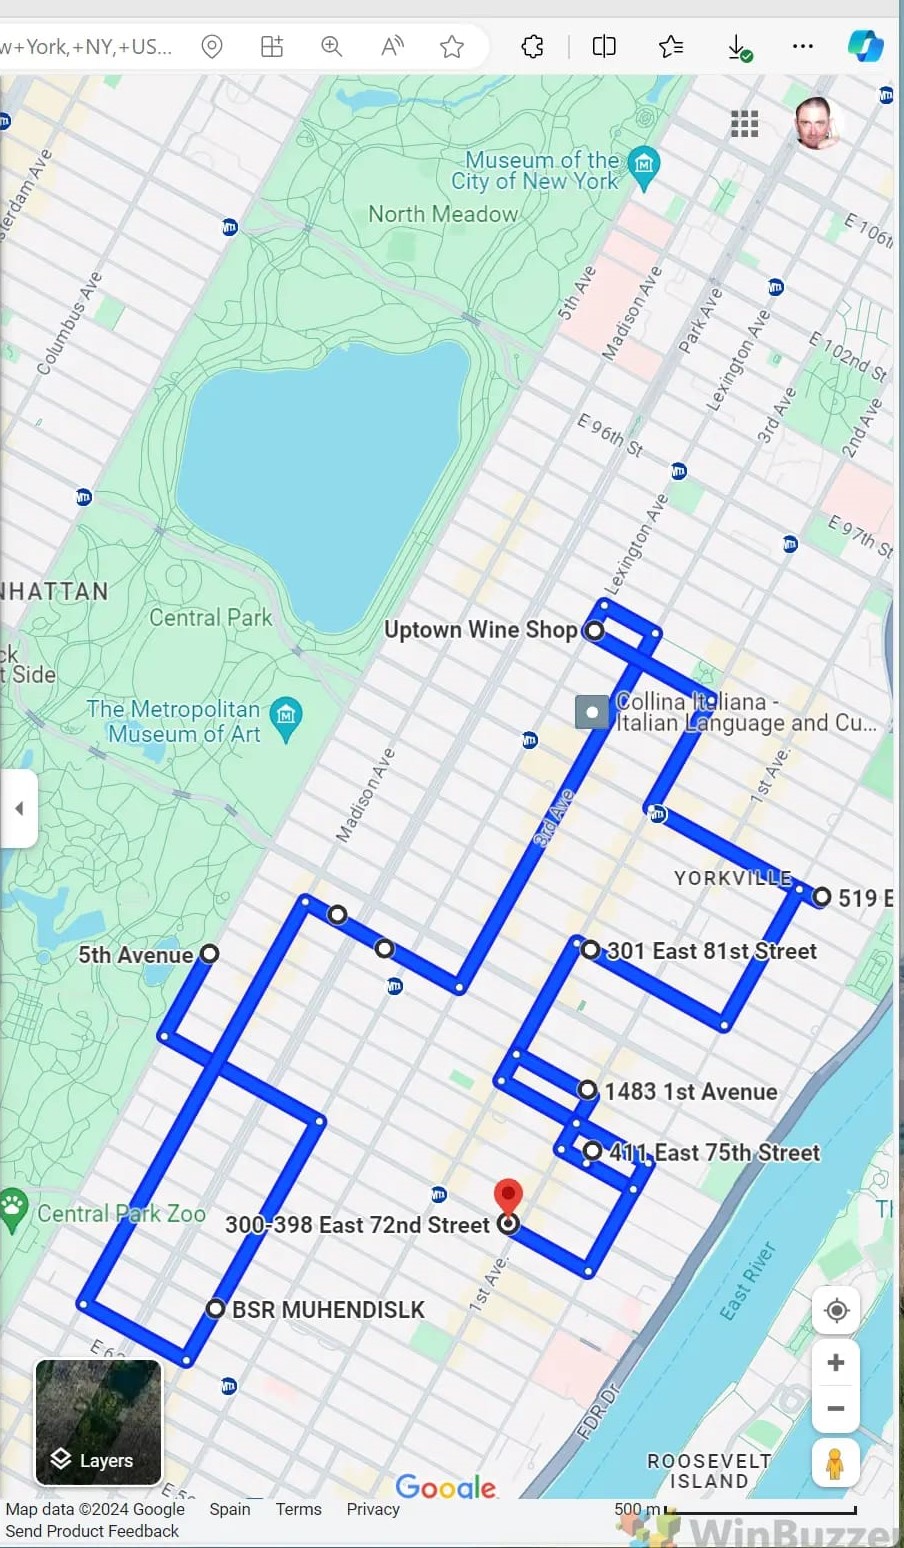 w+York,+NY,+US...
Museum of the
City of New York
North Meadow
E 106th
Columbus Ave
5th Ave
Madison Ave
Park Ave
Lexington Ave
E 102nd St
3rd Ave
2nd Ave
E 96th St
E 97th St
Lexington Ave
NHATTAN
Central Park
Uptown Wine Shop
ck
t Side
The Metropolitan
Museum of Art
Collina Italiana -
Italian Language and Cu...
Madison Ave
3rd Ave
1st Ave.
YORKVILLE
519 E
5th Avenue
301 East 81st Street
1483 1st Avenue
411 East 75th Street
Central Park Zoo
300-398 East 72nd Street
1st Ave.
East River
BSR MUHENDISLK
Layers
FDR Dr
ROOSEVELT
ISLAND
Google
Map data ©2024 Google
Spain
Terms
Privacy
500 m
Send Product Feedback